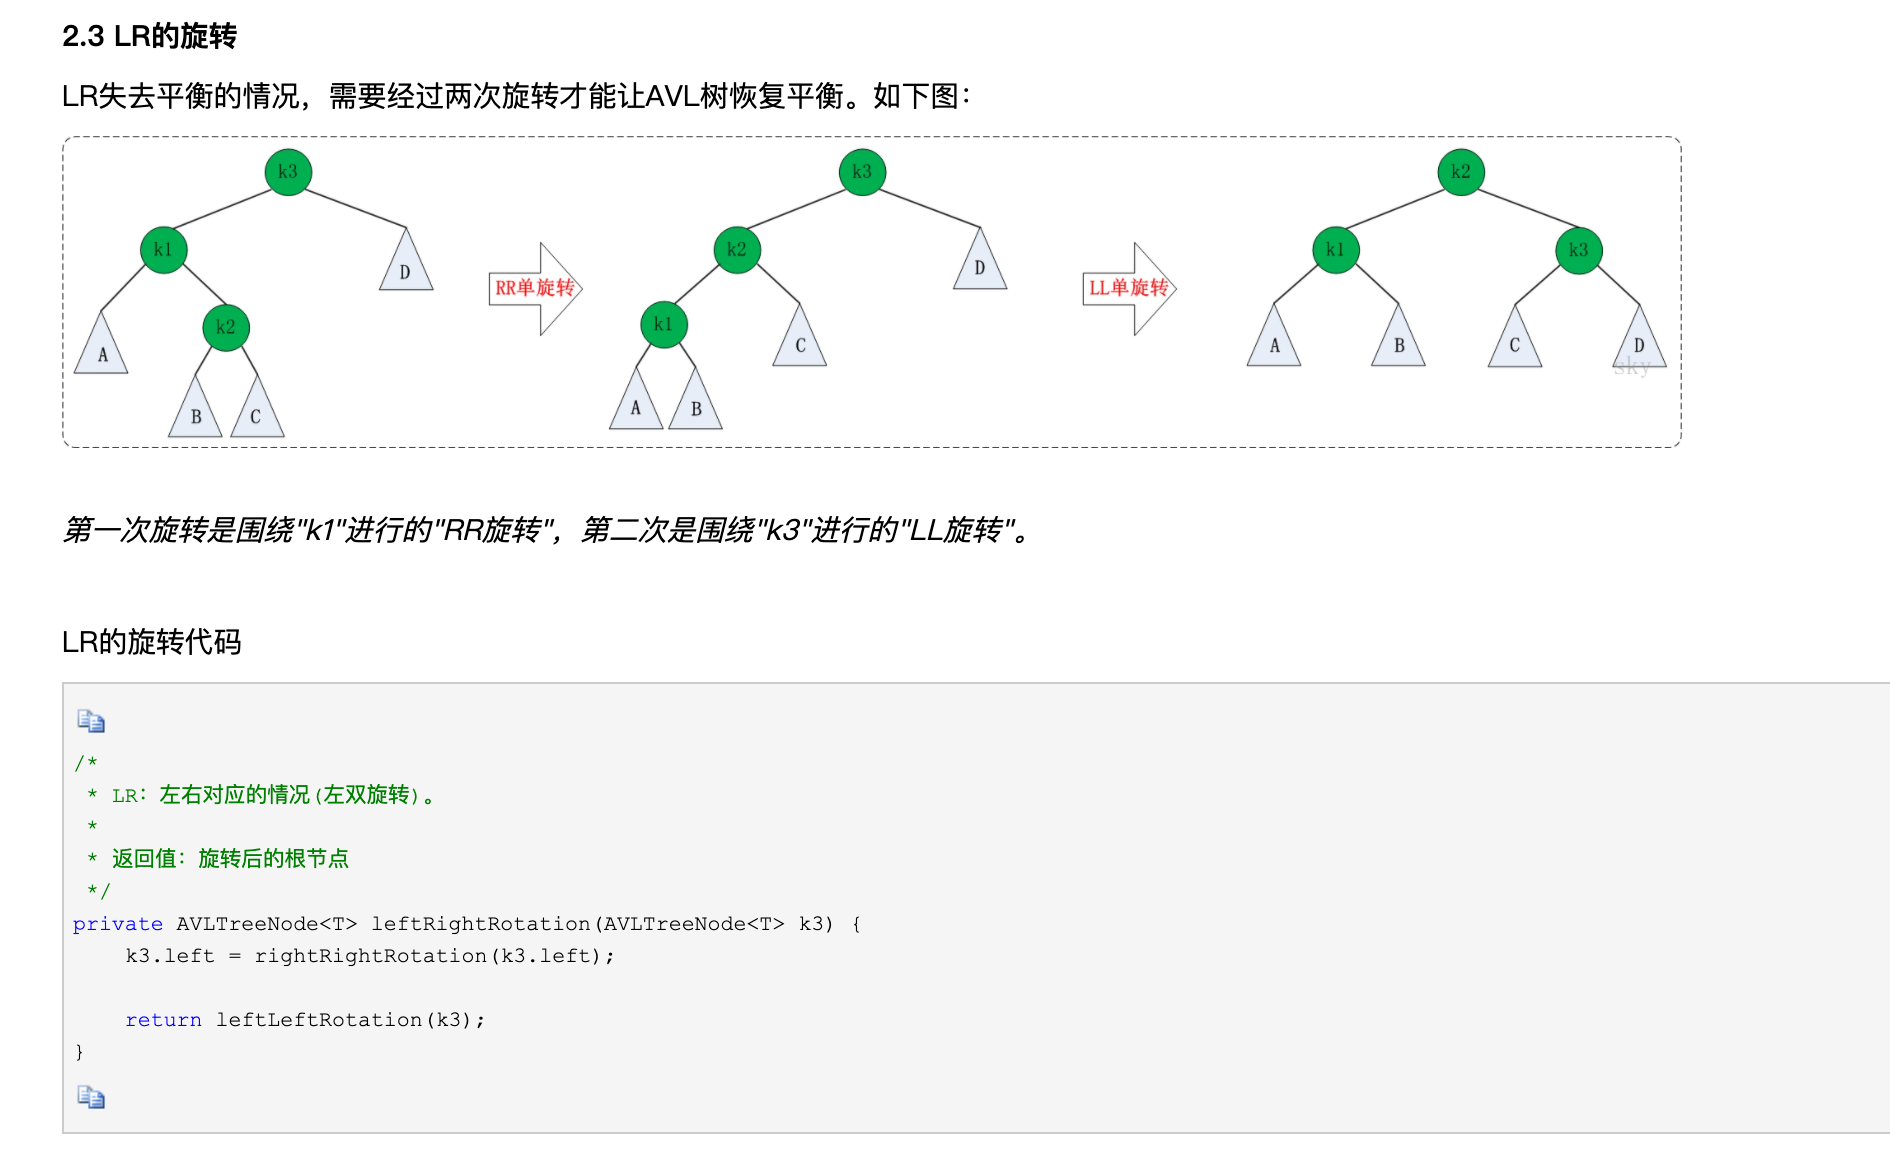 2.3 LR的旋转
LR失去平衡的情况，需要经过两次旋转才能让AVL树恢复平衡。如下图：
k3 k3 k2
k1 D RR单旋转 k2 D LL单旋转 k1 k3
A k2 k1 C A B C D
B C A B
sky
第一次旋转是围绕"k1"进行的"RR旋转"，第二次是围绕"k3"进行的"LL旋转"。
LR的旋转代码
/*
 * LR：左右对应的情况(左双旋转)。
 *
 * 返回值：旋转后的根节点
 */
private AVLTreeNode<T> leftRightRotation(AVLTreeNode<T> k3) {
    k3.left = rightRightRotation(k3.left);
    return leftLeftRotation(k3);
}